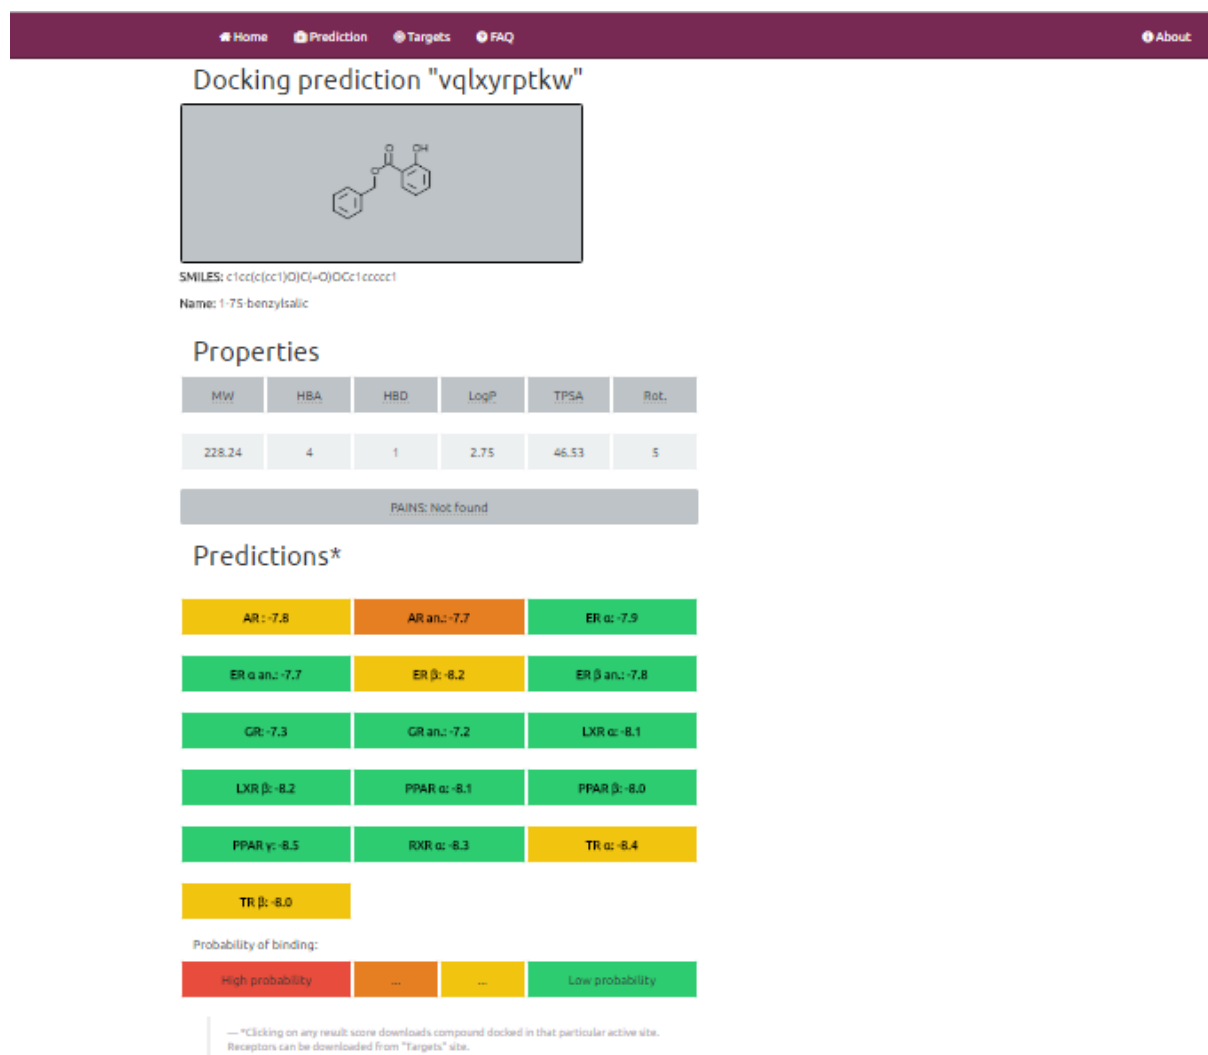 Home Prediction Targets FAQ About
Docking prediction "vqlxyrptkw"
O OH
O
SMILES: c1cc(c(cc1)O)C(=O)OCc1ccccc1
Name: 1-75-benzylsalic
Properties
MW HBA HBD LogP TPSA Rot.
228.24 4 1 2.75 46.53 5
PAINS: Not found
Predictions*
AR : -7.8 AR an.: -7.7 ER α: -7.9
ER α an.: -7.7 ER β: -8.2 ER β an.: -7.8
GR: -7.3 GR an.: -7.2 LXR α: -8.1
LXR β: -8.2 PPAR α: -8.1 PPAR β: -8.0
PPAR γ: -8.5 RXR α: -8.3 TR α: -8.4
TR β: -8.0
Probability of binding:
High probability ... ... Low probability
— *Clicking on any result score downloads compound docked in that particular active site.
Receptors can be downloaded from "Targets" site.